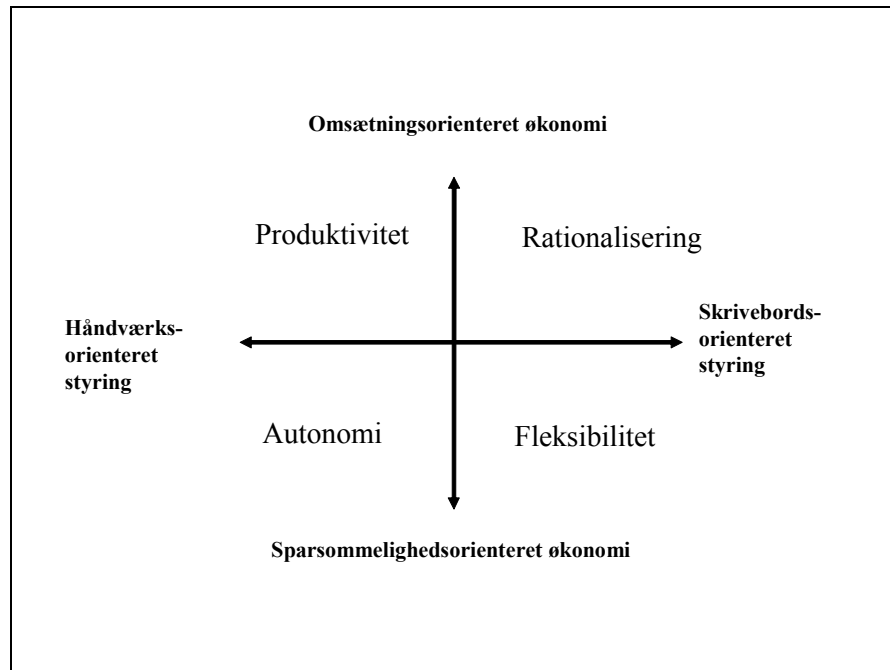 Omsætningsorienteret økonomi
Produktivitet
Rationalisering
Håndværks-
orienteret
styring
Skrivebords-
orienteret
styring
Autonomi
Fleksibilitet
Sparsommelighedsorienteret økonomi